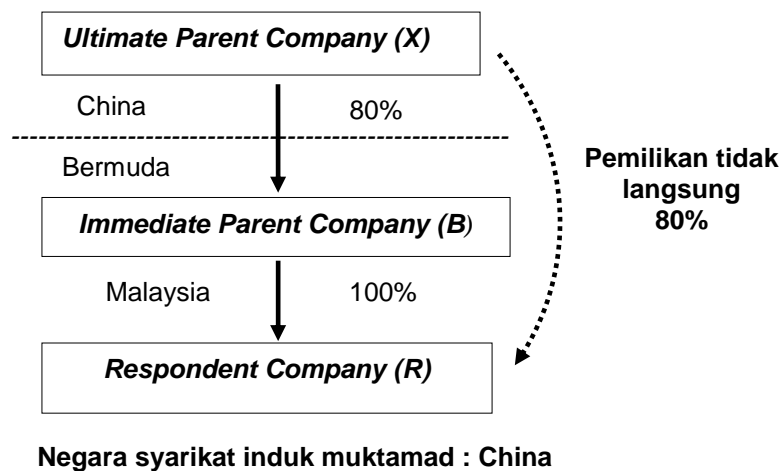 Ultimate Parent Company (X)
China 80%
Bermuda
Pemilikan tidak
langsung
80%
Immediate Parent Company (B)
Malaysia 100%
Respondent Company (R)
Negara syarikat induk muktamad : China